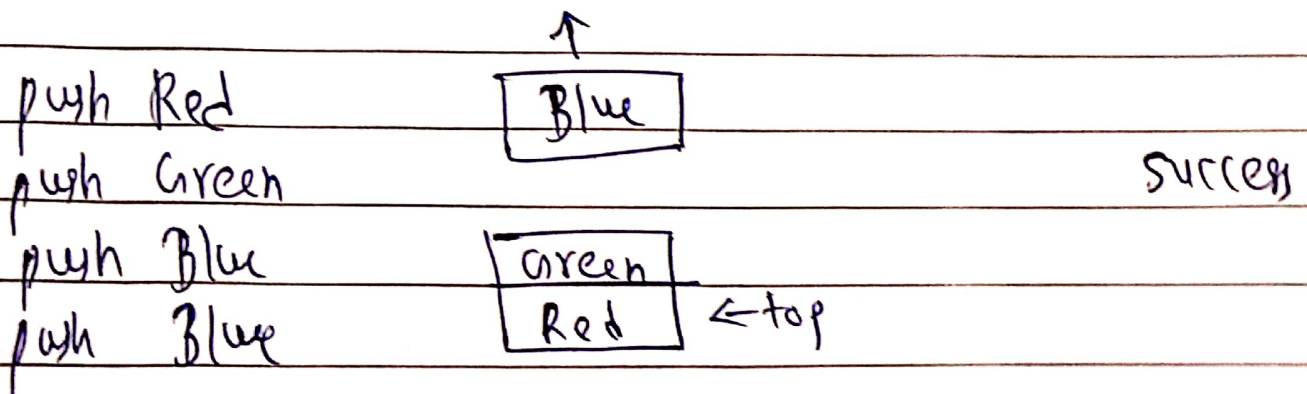 ↑
push Red Blue
push Green success
push Blue Green
push Blue Red ←top